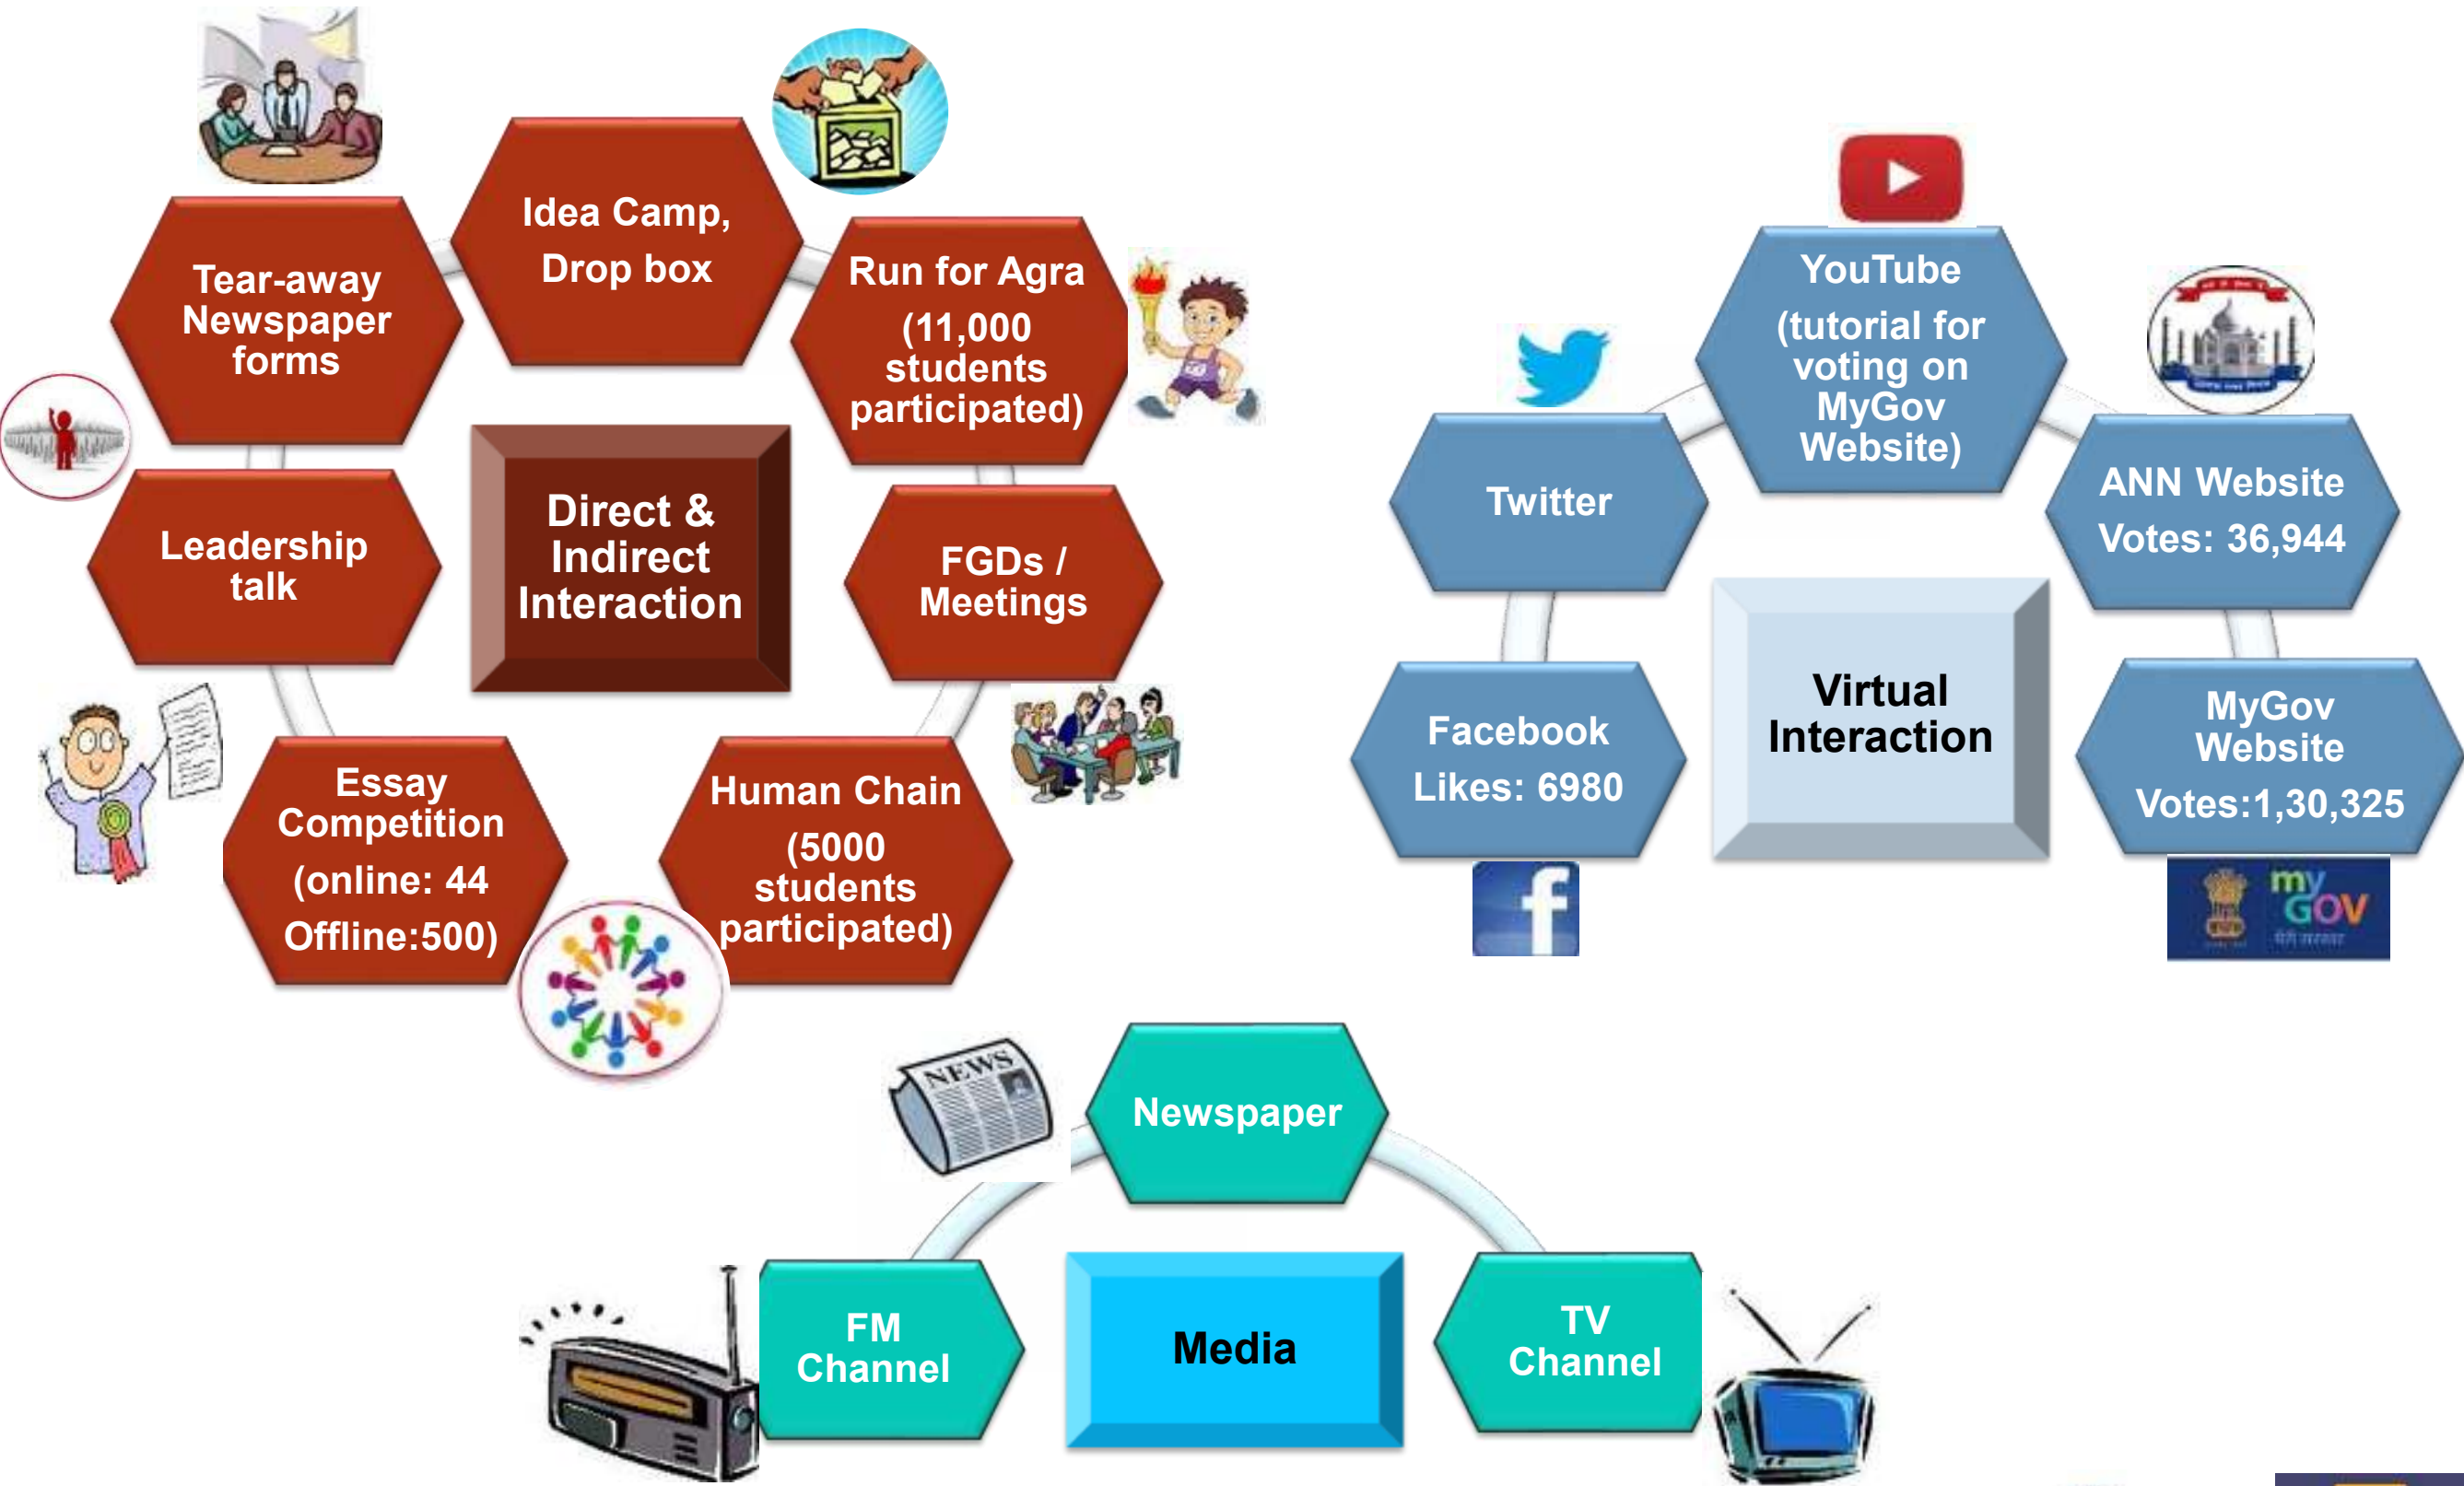 Idea Camp,
Drop box
Tear-away
Newspaper
forms
Run for Agra
(11,000
students
participated)
Direct &
Indirect
Interaction
Leadership
talk
FGDs /
Meetings
Essay
Competition
(online: 44
Offline:500)
Human Chain
(5000
students
participated)
YouTube
(tutorial for
voting on
MyGov
Website)
Twitter
ANN Website
Votes: 36,944
Virtual
Interaction
Facebook
Likes: 6980
MyGov
Website
Votes:1,30,325
f
my
GOV
मेरी सरकार
NEWS
Newspaper
FM
Channel
Media
TV
Channel